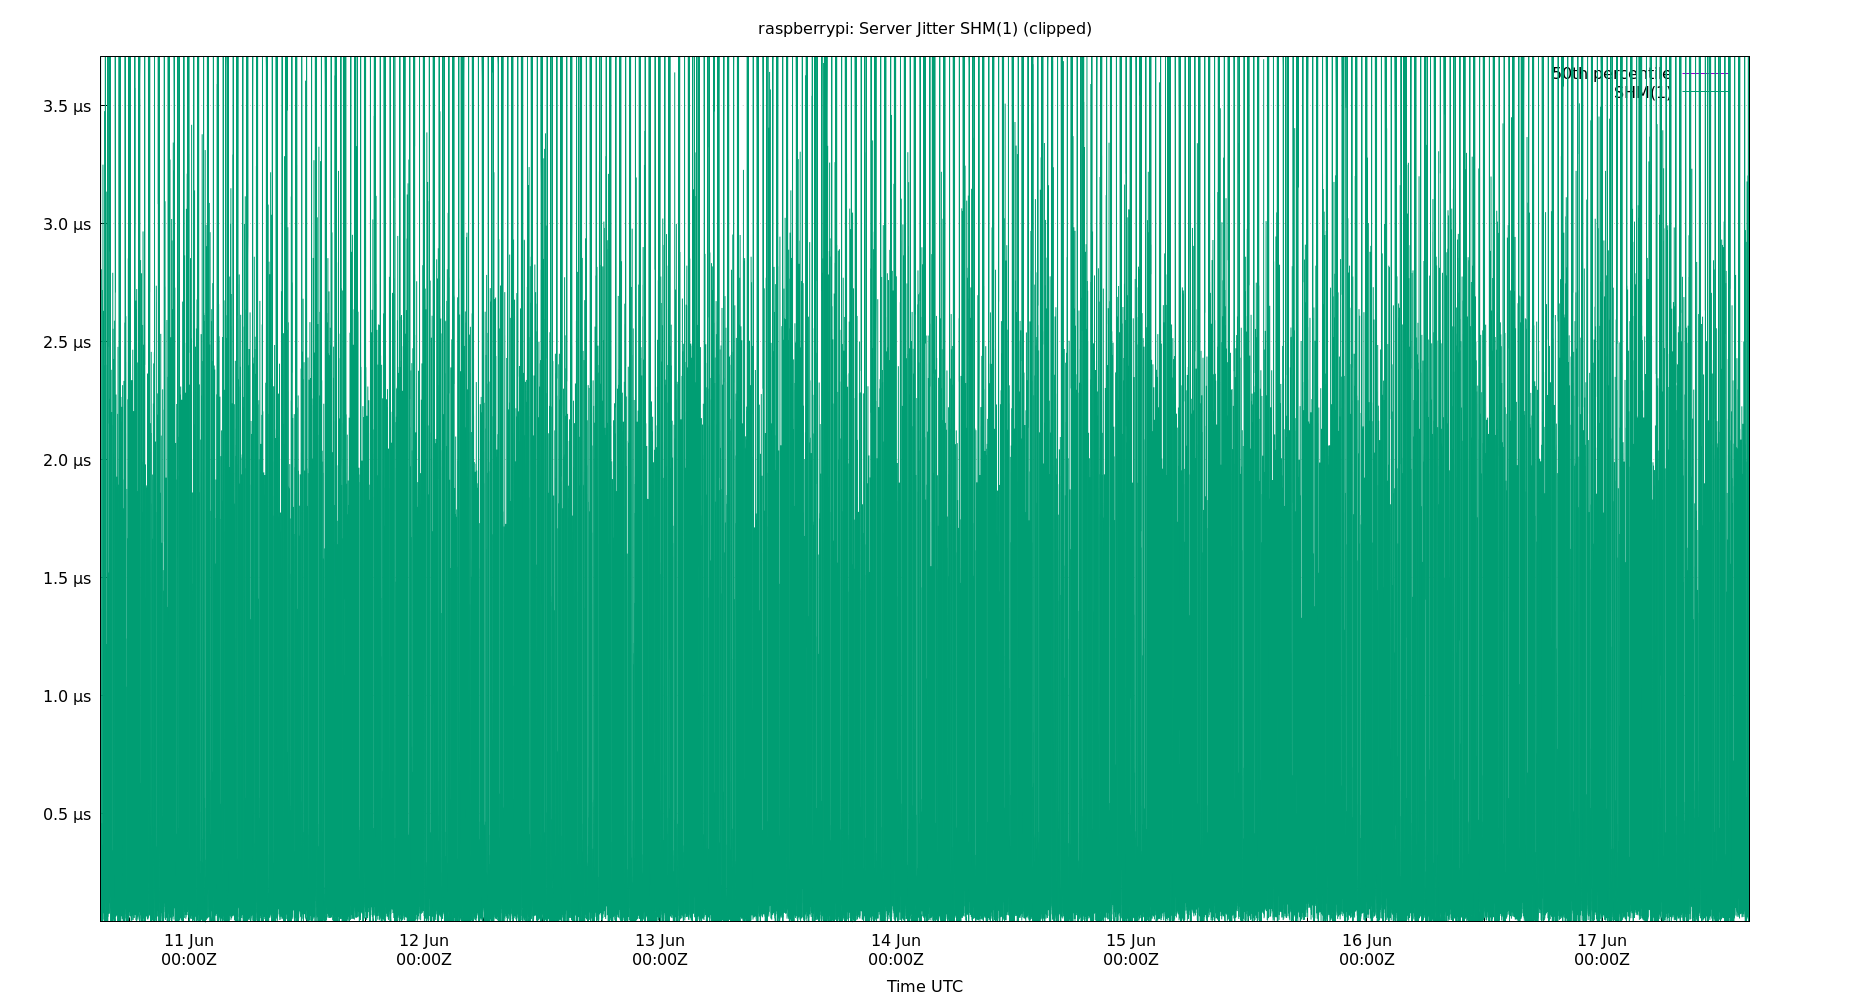 raspberrypi: Server Jitter SHM(1) (clipped)
50th percentile
SHM(1)
3.5 μs
3.0 μs
2.5 μs
2.0 μs
1.5 μs
1.0 μs
0.5 μs
11 Jun 12 Jun 13 Jun 14 Jun 15 Jun 16 Jun 17 Jun
00:00Z 00:00Z 00:00Z 00:00Z 00:00Z 00:00Z 00:00Z
Time UTC